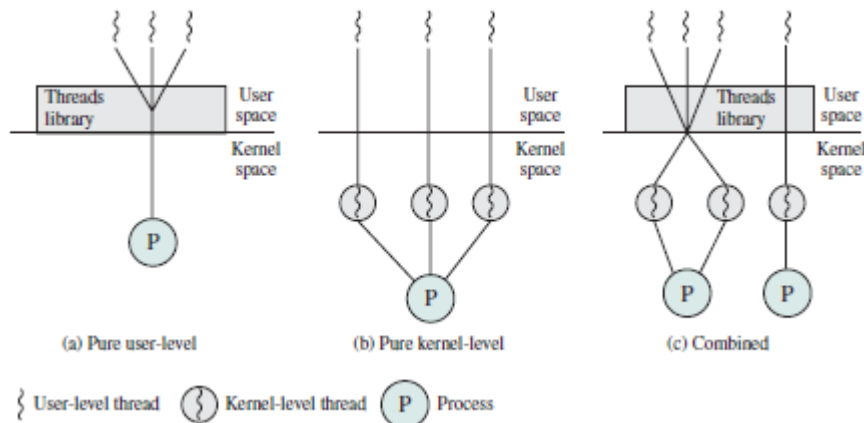 Threads
library
User
space
Kernel
space
P
(a) Pure user-level
User
space
Kernel
space
P
(b) Pure kernel-level
Threads
library
User
space
Kernel
space
P
P
(c) Combined
User-level thread
Kernel-level thread
P
Process